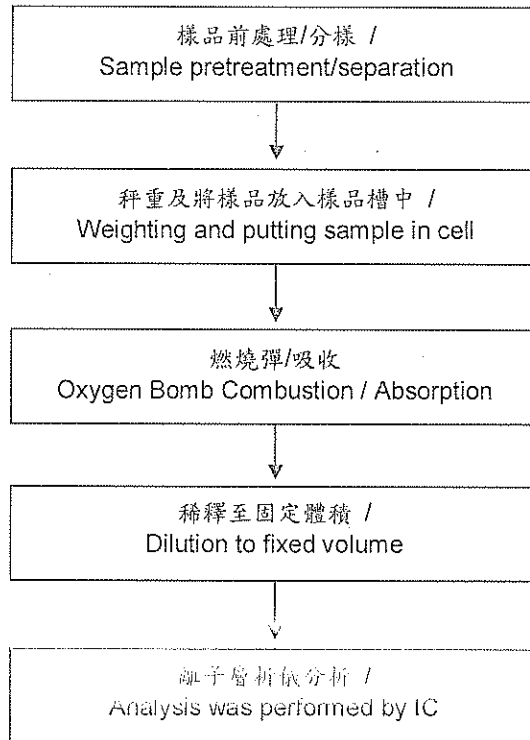 樣品前處理/分樣 /
Sample pretreatment/separation
秤重及將樣品放入樣品槽中 /
Weighting and putting sample in cell
燃燒彈/吸收
Oxygen Bomb Combustion / Absorption
稀釋至固定體積 /
Dilution to fixed volume
離子層析儀分析 /
Analysis was performed by IC